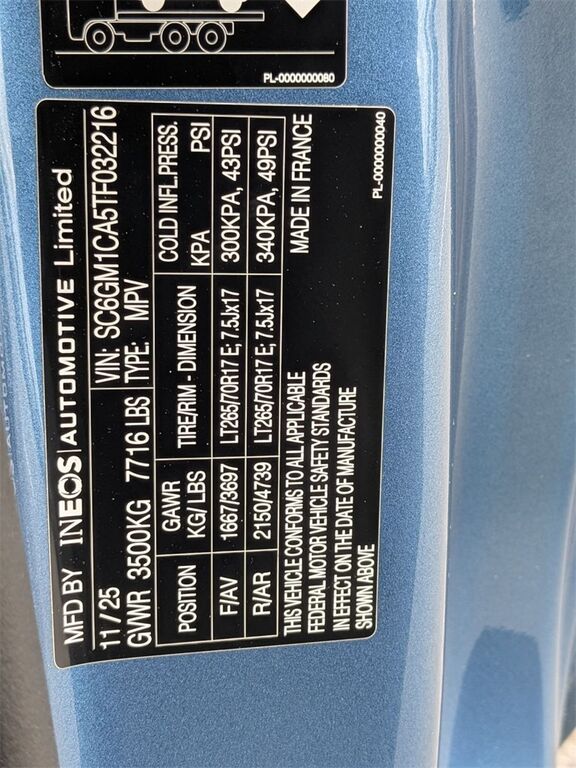 PL-0000000080
MFD BY INEOS | AUTOMOTIVE Limited
11 / 25 VIN: SC6GM1CA5TF032216
GVWR 3500KG 7716 LBS TYPE: MPV
POSITION GAWR KG/ LBS TIRE/RIM - DIMENSION COLD INFL.PRESS. KPA PSI
F/AV 1667/3697 LT265/70R17 E; 7.5Jx17 300KPA, 43PSI
R/AR 2150/4739 LT265/70R17 E; 7.5Jx17 340KPA, 49PSI
THIS VEHICLE CONFORMS TO ALL APPLICABLE
FEDERAL MOTOR VEHICLE SAFETY STANDARDS
IN EFFECT ON THE DATE OF MANUFACTURE
SHOWN ABOVE
MADE IN FRANCE
PL-0000000040